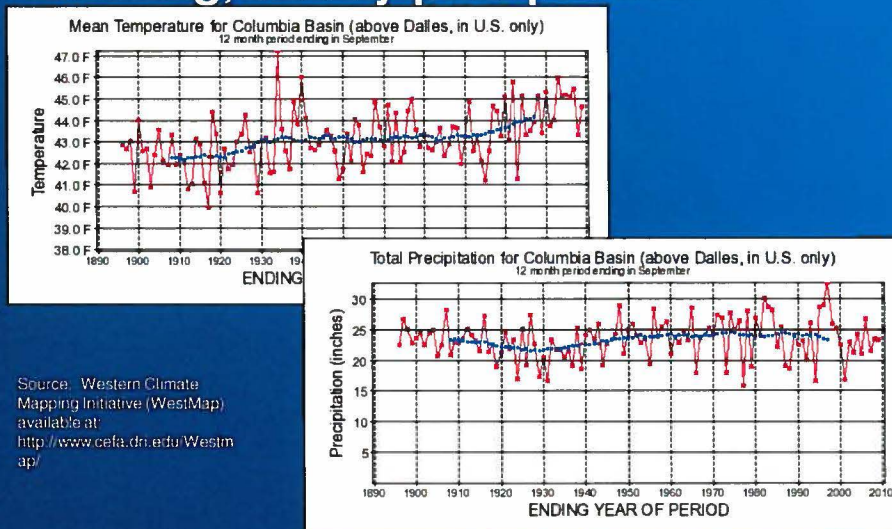 Mean Temperature for Columbia Basin (above Dalles, in U.S. only)
12 month period ending in September
Temperature
47.0 F
46.0 F
45.0 F
44.0 F
43.0 F
42.0 F
41.0 F
40.0 F
39.0 F
38.0 F
1890 1900 1910 1920 1930
ENDING
Total Precipitation for Columbia Basin (above Dalles, in U.S. only)
12 month period ending in September
Precipitation (inches)
30
25
20
15
10
5
1890 1900 1910 1920 1930 1940 1950 1960 1970 1980 1990 2000 2010
ENDING YEAR OF PERIOD
Source: Western Climate
Mapping Initiative (WestMap)
available at:
http://www.cefa.dri.edu/Westm
ap/